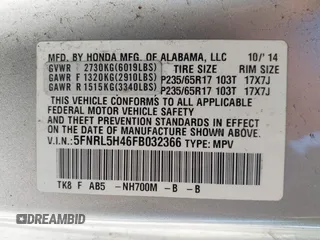 MFD. BY HONDA MFG. OF ALABAMA, LLC 10/'14
GVWR 2730KG(6019LBS) TIRE SIZE RIM SIZE
GAWR F 1320KG(2910LBS) P235/65R17 103T 17X7J
GAWR R 1515KG(3340LBS) P235/65R17 103T 17X7J
THIS VEHICLE CONFORMS TO ALL APPLICABLE
FEDERAL MOTOR VEHICLE SAFETY AND THEFT
PREVENTION STANDARDS IN EFFECT ON THE DATE
OF MANUFACTURE SHOWN ABOVE.
V.I.N.: 5FNRL5H46FB032366 TYPE: MPV
TK8 F AB5 -NH700M -B -B
DREAMBID